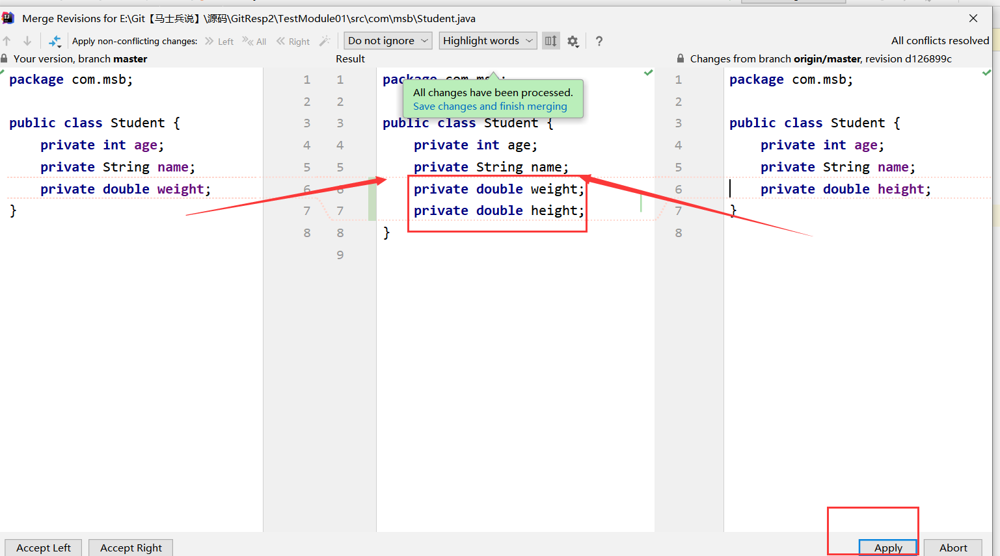 Merge Revisions for E:\Git【马士兵说】\源码\GitResp2\TestModule01\src\com\msb\Student.java
Apply non-conflicting changes: Left All Right Do not ignore Highlight words ? All conflicts resolved
Your version, branch master
Result
Changes from branch origin/master, revision d126899c
package com.msb;
public class Student {
private int age;
private String name;
private double weight;
}
1 1
2 2
3 3
4 4
5 5
6 6
7 7
8 8
9
package com.msb;
All changes have been processed.
Save changes and finish merging
public class Student {
private int age;
private String name;
private double weight;
private double height;
}
1
2
3
4
5
6
7
8
package com.msb;
public class Student {
private int age;
private String name;
private double height;
}
Accept Left Accept Right Apply Abort